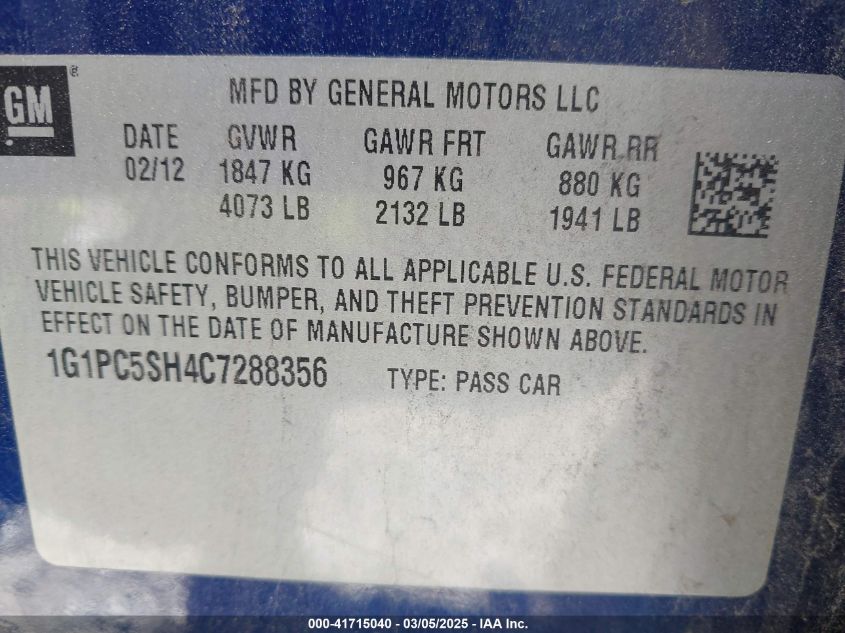 GM
MFD BY GENERAL MOTORS LLC
DATE GVWR GAWR FRT GAWR RR
02/12 1847 KG 967 KG 880 KG
4073 LB 2132 LB 1941 LB
THIS VEHICLE CONFORMS TO ALL APPLICABLE U.S. FEDERAL MOTOR
VEHICLE SAFETY, BUMPER, AND THEFT PREVENTION STANDARDS IN
EFFECT ON THE DATE OF MANUFACTURE SHOWN ABOVE.
1G1PC5SH4C7288356 TYPE: PASS CAR
000-41715040 - 03/05/2025 - IAA Inc.